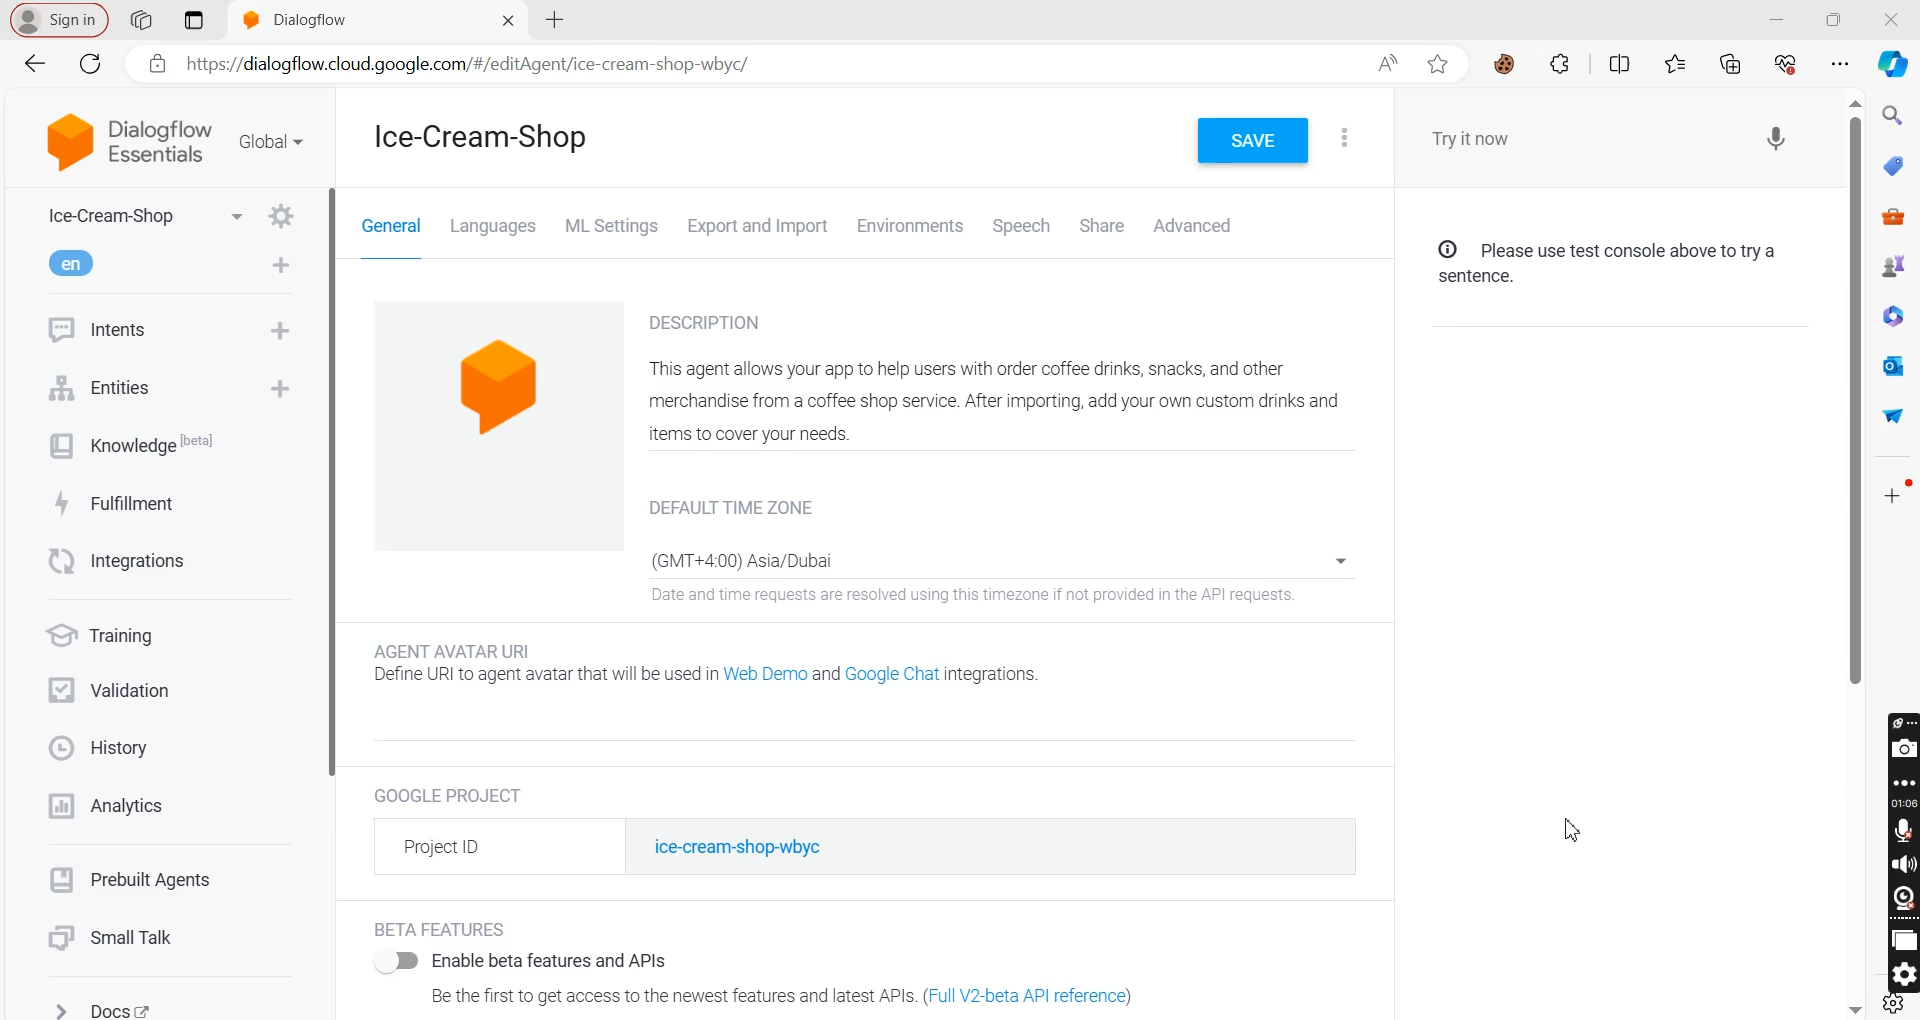 Sign in
Dialogflow
https://dialogflow.cloud.google.com/#/editAgent/ice-cream-shop-wbyc/
Dialogflow
Essentials
Global
Ice-Cream-Shop
en
Intents
Entities
Knowledge [beta]
Fulfillment
Integrations
Training
Validation
History
Analytics
Prebuilt Agents
Small Talk
Docs
Ice-Cream-Shop
SAVE
General Languages ML Settings Export and Import Environments Speech Share Advanced
DESCRIPTION
This agent allows your app to help users with order coffee drinks, snacks, and other
merchandise from a coffee shop service. After importing, add your own custom drinks and
items to cover your needs.
DEFAULT TIME ZONE
(GMT+4:00) Asia/Dubai
Date and time requests are resolved using this timezone if not provided in the API requests.
AGENT AVATAR URI
Define URI to agent avatar that will be used in Web Demo and Google Chat integrations.
GOOGLE PROJECT
Project ID ice-cream-shop-wbyc
BETA FEATURES
Enable beta features and APIs
Be the first to get access to the newest features and latest APIs. (Full V2-beta API reference)
Try it now
Please use test console above to try a
sentence.
01:06